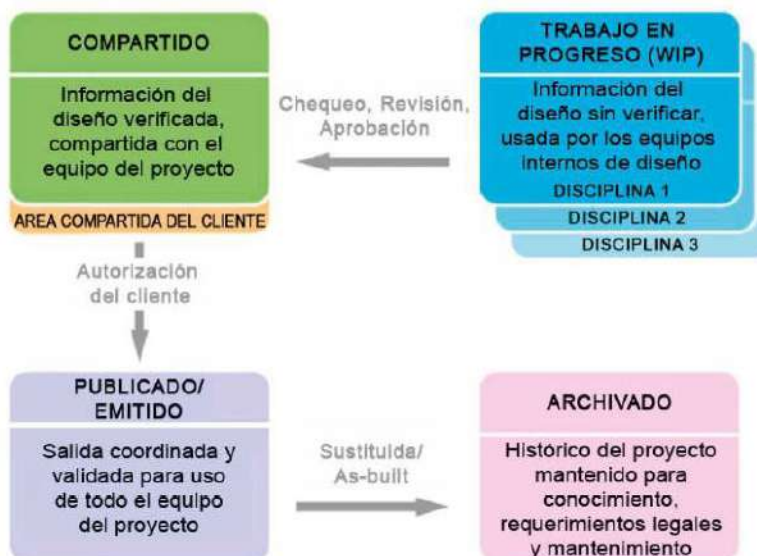 COMPARTIDO
Información del
diseño verificada,
compartida con el
equipo del proyecto
AREA COMPARTIDA DEL CLIENTE
Chequeo, Revisión,
Aprobación
TRABAJO EN
PROGRESO (WIP)
Información del
diseño sin verificar,
usada por los equipos
internos de diseño
DISCIPLINA 1
DISCIPLINA 2
DISCIPLINA 3
Autorización
del cliente
PUBLICADO/
EMITIDO
Salida coordinada y
validada para uso
de todo el equipo
del proyecto
Sustituida/
As-built
ARCHIVADO
Histórico del proyecto
mantenido para
conocimiento,
requerimientos legales
y mantenimiento